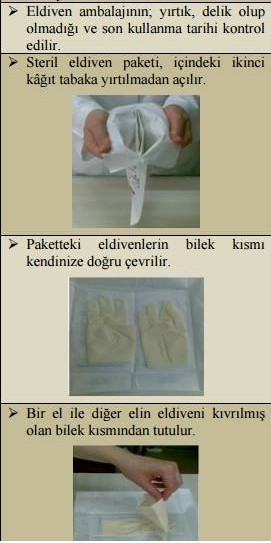 ➢ Eldiven ambalajının; yırtık, delik olup
olmadığı ve son kullanma tarihi kontrol
edilir.
➢ Steril eldiven paketi, içindeki ikinci
kâğıt tabaka yırtılmadan açılır.
➢ Paketteki eldivenlerin bilek kısmı
kendinize doğru çevrilir.
➢ Bir el ile diğer elin eldiveni kıvrılmış
olan bilek kısmından tutulur.